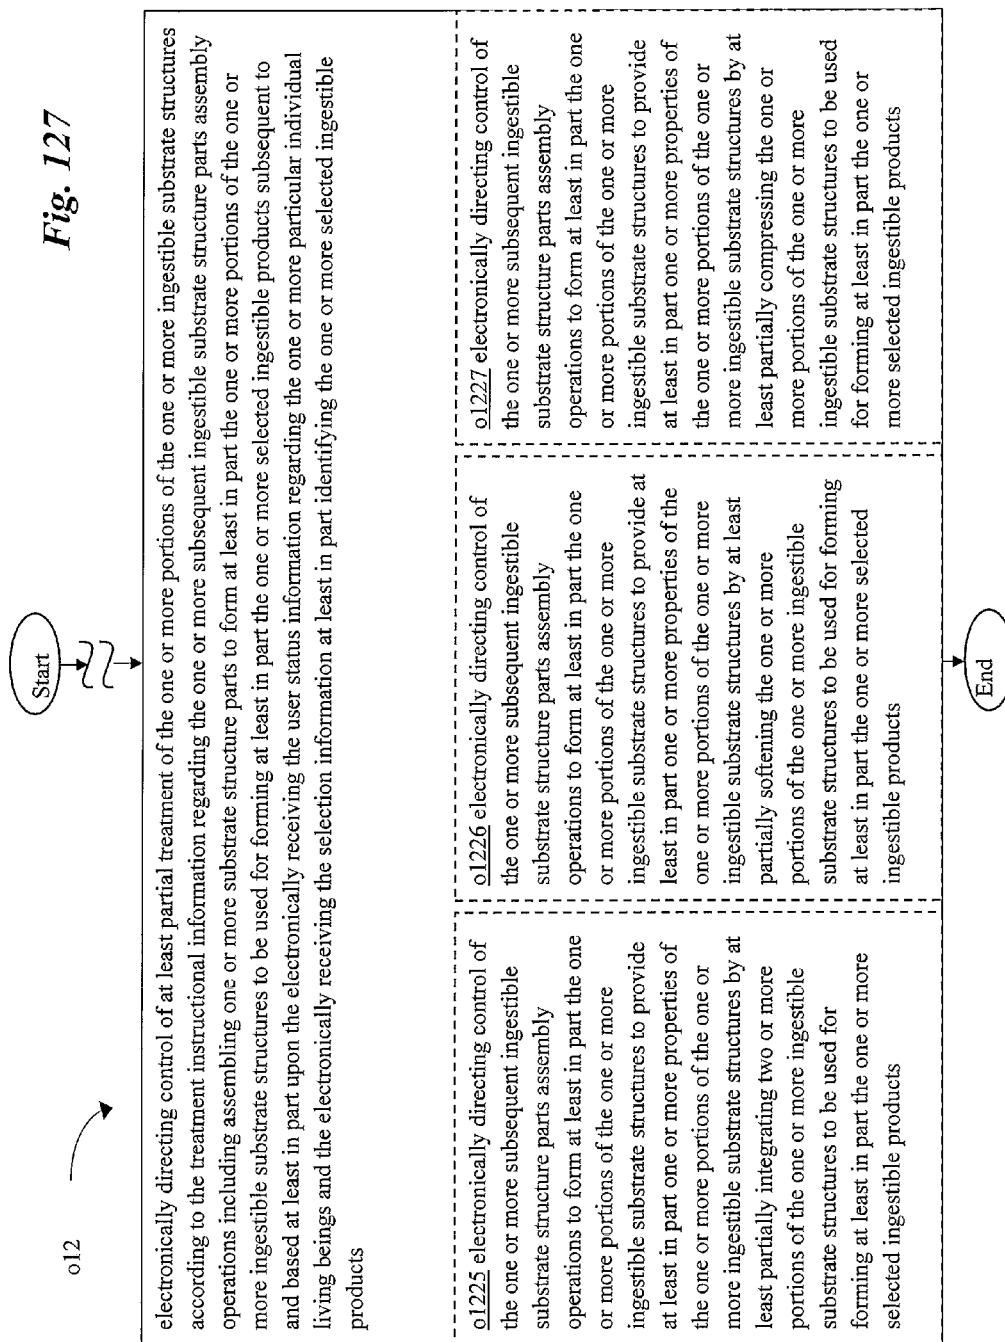 Fig. 127
Start
o12
electronically directing control of at least partial treatment of the one or more portions of the one or more ingestible substrate structures
according to the treatment instructional information regarding the one or more subsequent ingestible substrate structure parts assembly
operations including assembling one or more substrate structure parts to form at least in part the one or more portions of the one or
more ingestible substrate structures to be used for forming at least in part the one or more selected ingestible products subsequent to
and based at least in part upon the electronically receiving the user status information regarding the one or more particular individual
living beings and the electronically receiving the selection information at least in part identifying the one or more selected ingestible
products
o1225 electronically directing control of
the one or more subsequent ingestible
substrate structure parts assembly
operations to form at least in part the one
or more portions of the one or more
ingestible substrate structures to provide
at least in part one or more properties of
the one or more portions of the one or
more ingestible substrate structures by at
least partially integrating two or more
portions of the one or more ingestible
substrate structures to be used for
forming at least in part the one or more
selected ingestible products
o1226 electronically directing control of
the one or more subsequent ingestible
substrate structure parts assembly
operations to form at least in part the one
or more portions of the one or more
ingestible substrate structures to provide at
least in part one or more properties of the
one or more portions of the one or more
ingestible substrate structures by at least
partially softening the one or more
portions of the one or more ingestible
substrate structures to be used for forming
at least in part the one or more selected
ingestible products
o1227 electronically directing control of
the one or more subsequent ingestible
substrate structure parts assembly
operations to form at least in part the one
or more portions of the one or more
ingestible substrate structures to provide
at least in part one or more properties of
the one or more portions of the one or
more ingestible substrate structures by at
least partially compressing the one or
more portions of the one or more
ingestible substrate structures to be used
for forming at least in part the one or
more selected ingestible products
End